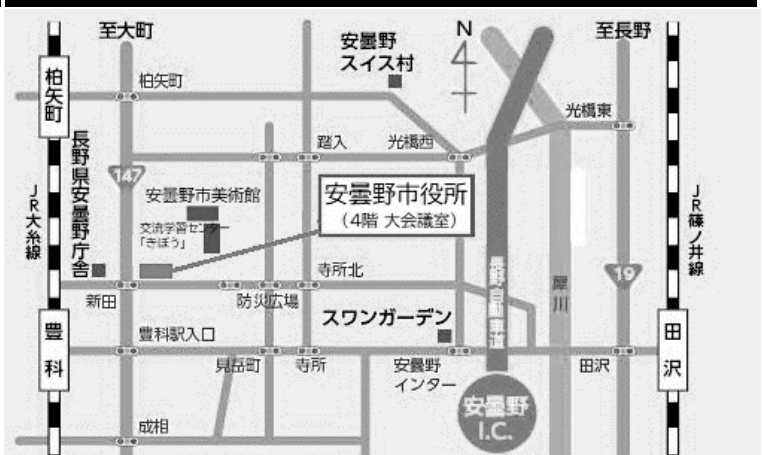 至大町
安曇野
スイス村
N
至長野
柏矢町
柏矢町
光橋東
踏入
光橋西
長野県安曇野庁舎
147
安曇野市美術館
安曇野市役所
（4階 大会議室）
交流学習センター
「きぼう」
JR大糸線
JR篠ノ井線
寺所北
長野自動車道
犀川
19
新田
防災広場
スワンガーデン
豊科
豊科駅入口
田沢
見岳町
寺所
安曇野
インター
田沢
安曇野
I.C.
成相